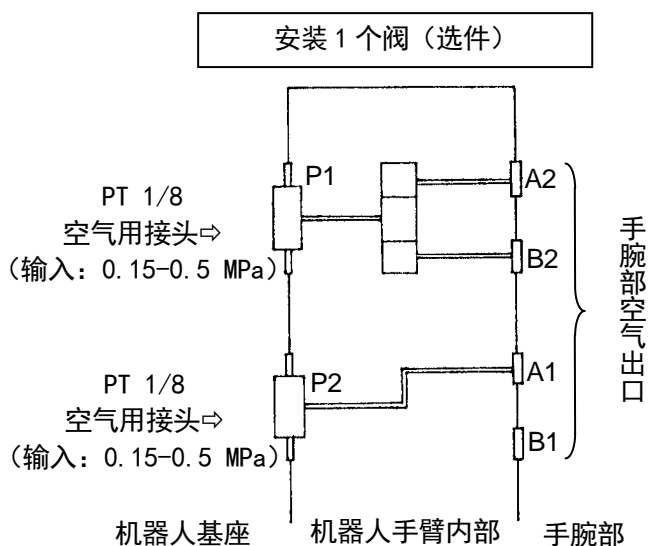 安装 1 个阀（选件）
P1
A2
PT 1/8
空气用接头⇨
（输入：0.15-0.5 MPa）
B2
手腕部空气出口
P2
A1
PT 1/8
空气用接头⇨
（输入：0.15-0.5 MPa）
B1
机器人基座 机器人手臂内部 手腕部